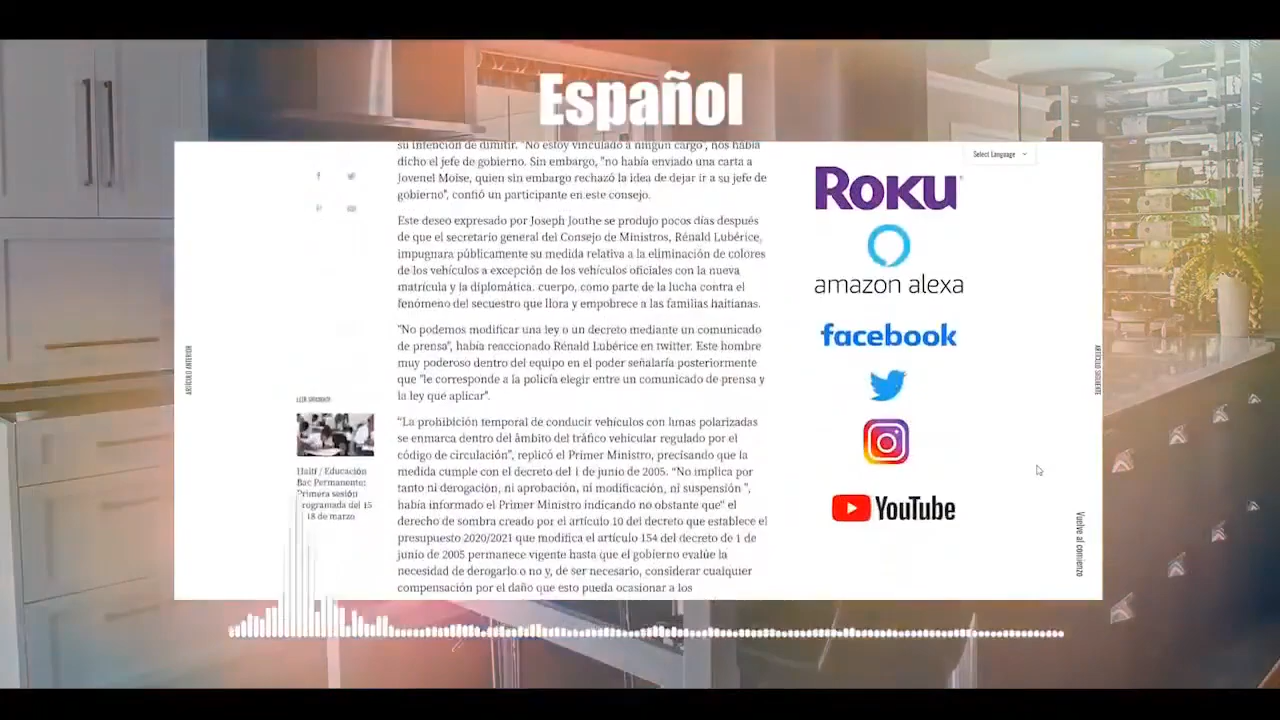 Español
su intención de dimitir. "No estoy vinculado a ningún cargo", nos había
dicho el jefe de gobierno. Sin embargo, "no había enviado una carta a
Jovenel Moise, quien sin embargo rechazó la idea de dejar ir a su jefe de
gobierno", confió un participante en este consejo.
Este deseo expresado por Joseph Jouthe se produjo pocos días después
de que el secretario general del Consejo de Ministros, Rénald Lubérice,
impugnara públicamente su medida relativa a la eliminación de colores
de los vehículos a excepción de los vehículos oficiales con la nueva
matrícula y la diplomática. cuerpo, como parte de la lucha contra el
fenómeno del secuestro que llora y empobrece a las familias haitianas.
"No podemos modificar una ley o un decreto mediante un comunicado
de prensa", había reaccionado Rénald Lubérice en twitter. Este hombre
muy poderoso dentro del equipo en el poder señalaría posteriormente
que "le corresponde a la policía elegir entre un comunicado de prensa y
la ley que aplicar".
"La prohibición temporal de conducir vehículos con lunas polarizadas
se enmarca dentro del ámbito del tráfico vehicular regulado por el
código de circulación", replicó el Primer Ministro, precisando que la
medida cumple con el decreto del 1 de junio de 2005. "No implica por
tanto ni derogación, ni aprobación, ni modificación, ni suspensión ",
había informado el Primer Ministro indicando no obstante que" el
derecho de sombra creado por el artículo 10 del decreto que establece el
presupuesto 2020/2021 que modifica el artículo 154 del decreto de 1 de
junio de 2005 permanece vigente hasta que el gobierno evalúe la
necesidad de derogarlo o no y, de ser necesario, considerar cualquier
compensación por el daño que esto pueda ocasionar a los
ARTÍCULO ANTERIOR
LEER SIGUIENTE
Haití / Educación
Bac Permanente:
Primera sesión
rogramada del 15
18 de marzo
Select Language
ROKU
amazon alexa
facebook
YouTube
ARTÍCULO SIGUIENTE
Vuelve al comienzo